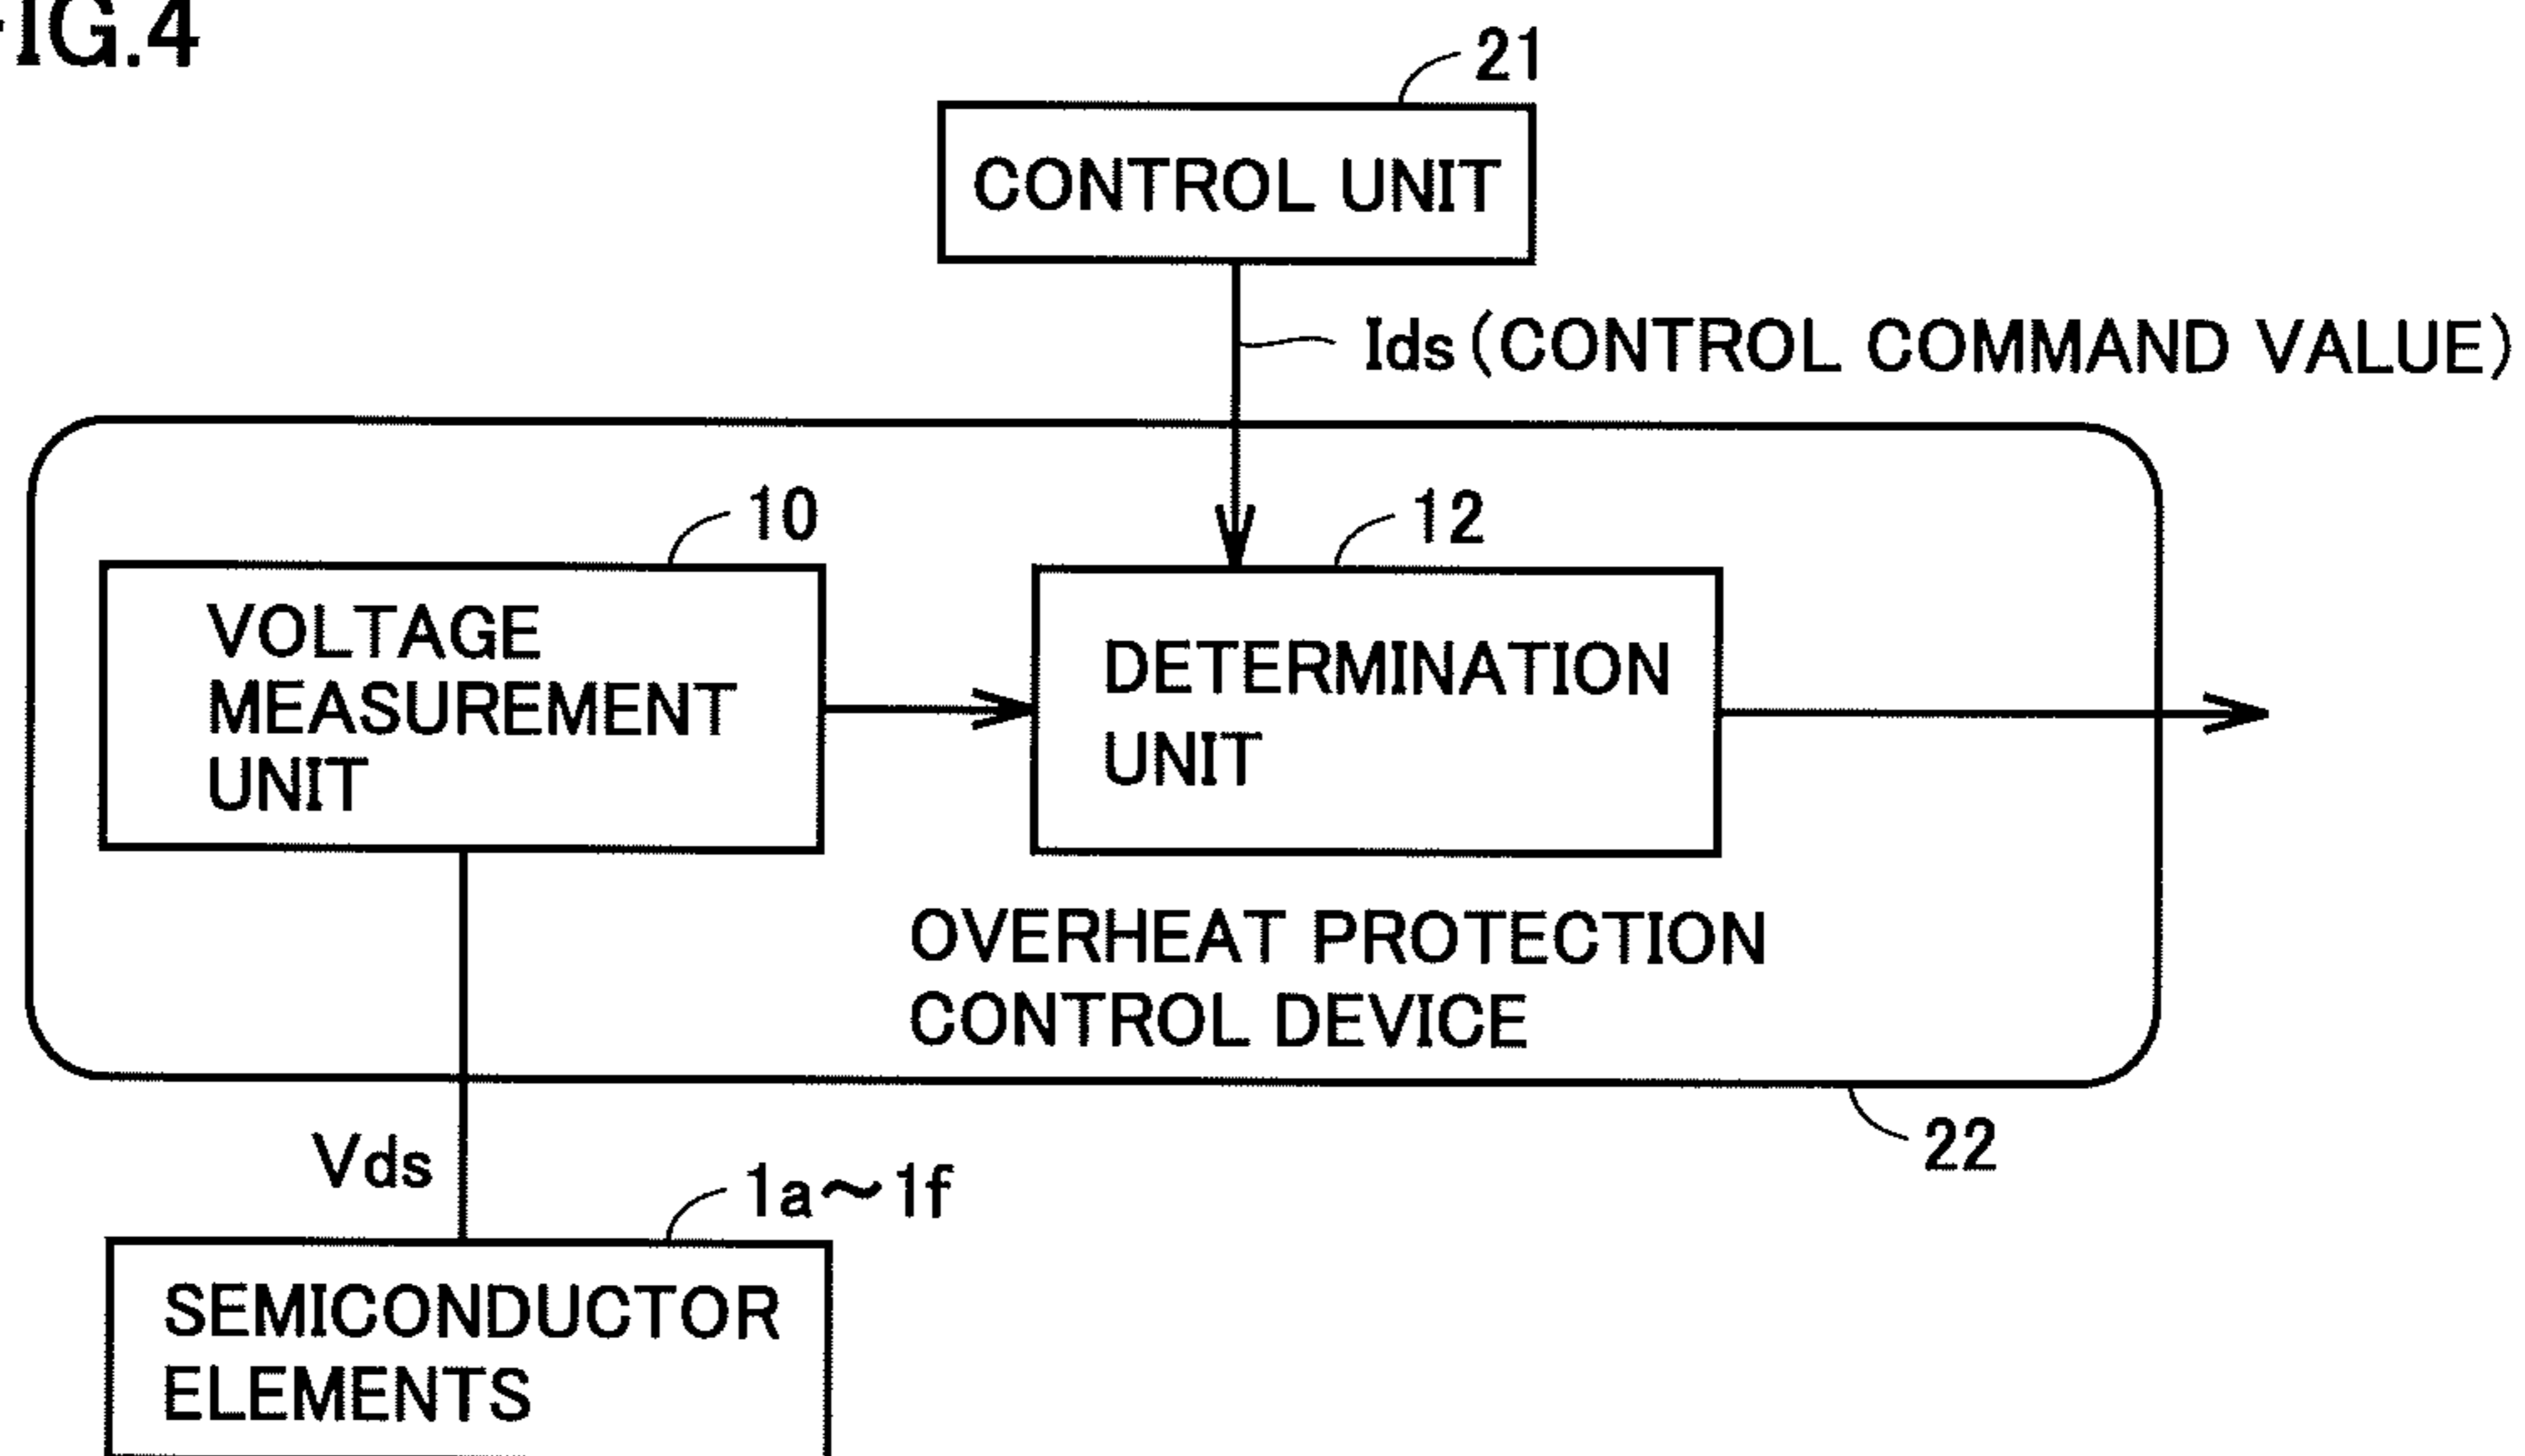 FIG.4
21
CONTROL UNIT
Ids (CONTROL COMMAND VALUE)
10
12
VOLTAGE
MEASUREMENT
UNIT
DETERMINATION
UNIT
OVERHEAT PROTECTION
CONTROL DEVICE
22
Vds
1a～1f
SEMICONDUCTOR
ELEMENTS